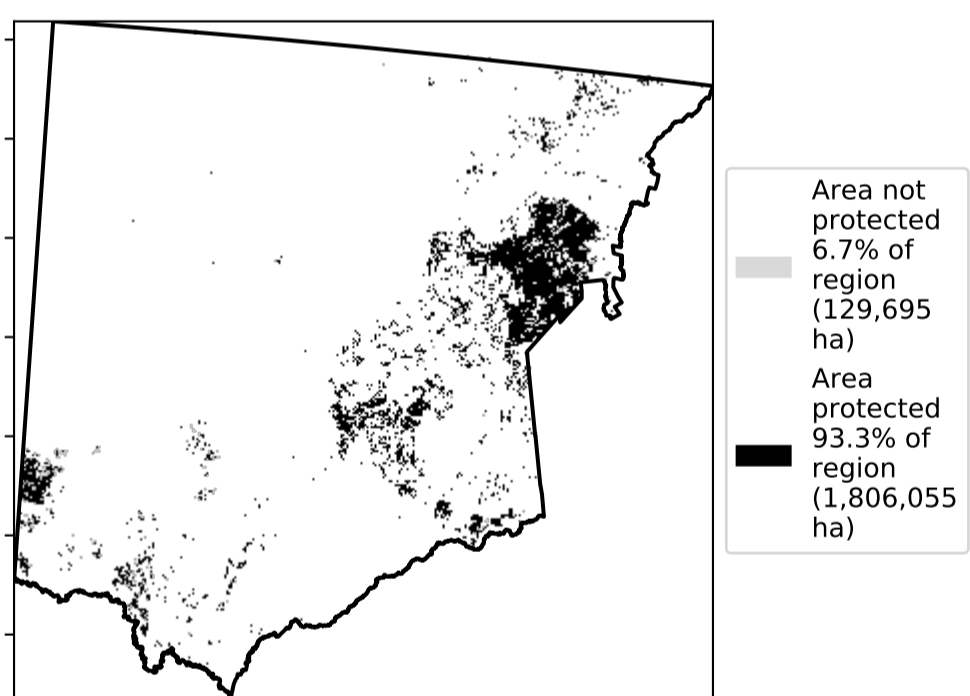 Area not
protected
6.7% of
region
(129,695
ha)
Area
protected
93.3% of
region
(1,806,055
ha)